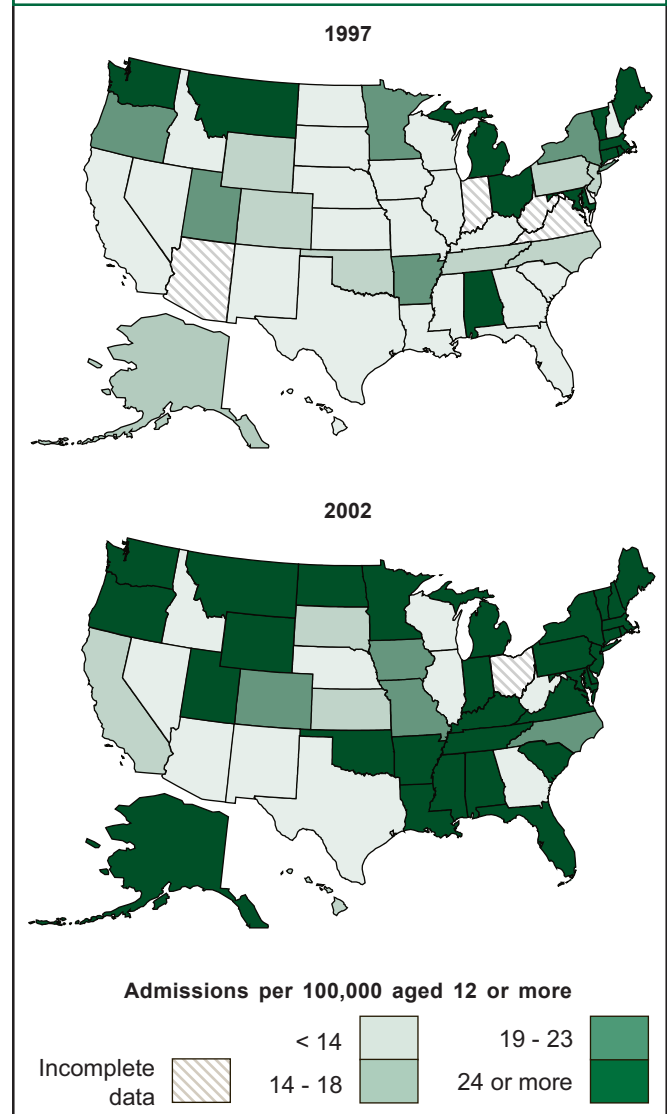 1997
2002
Admissions per 100,000 aged 12 or more
Incomplete data
< 14
14 - 18
19 - 23
24 or more